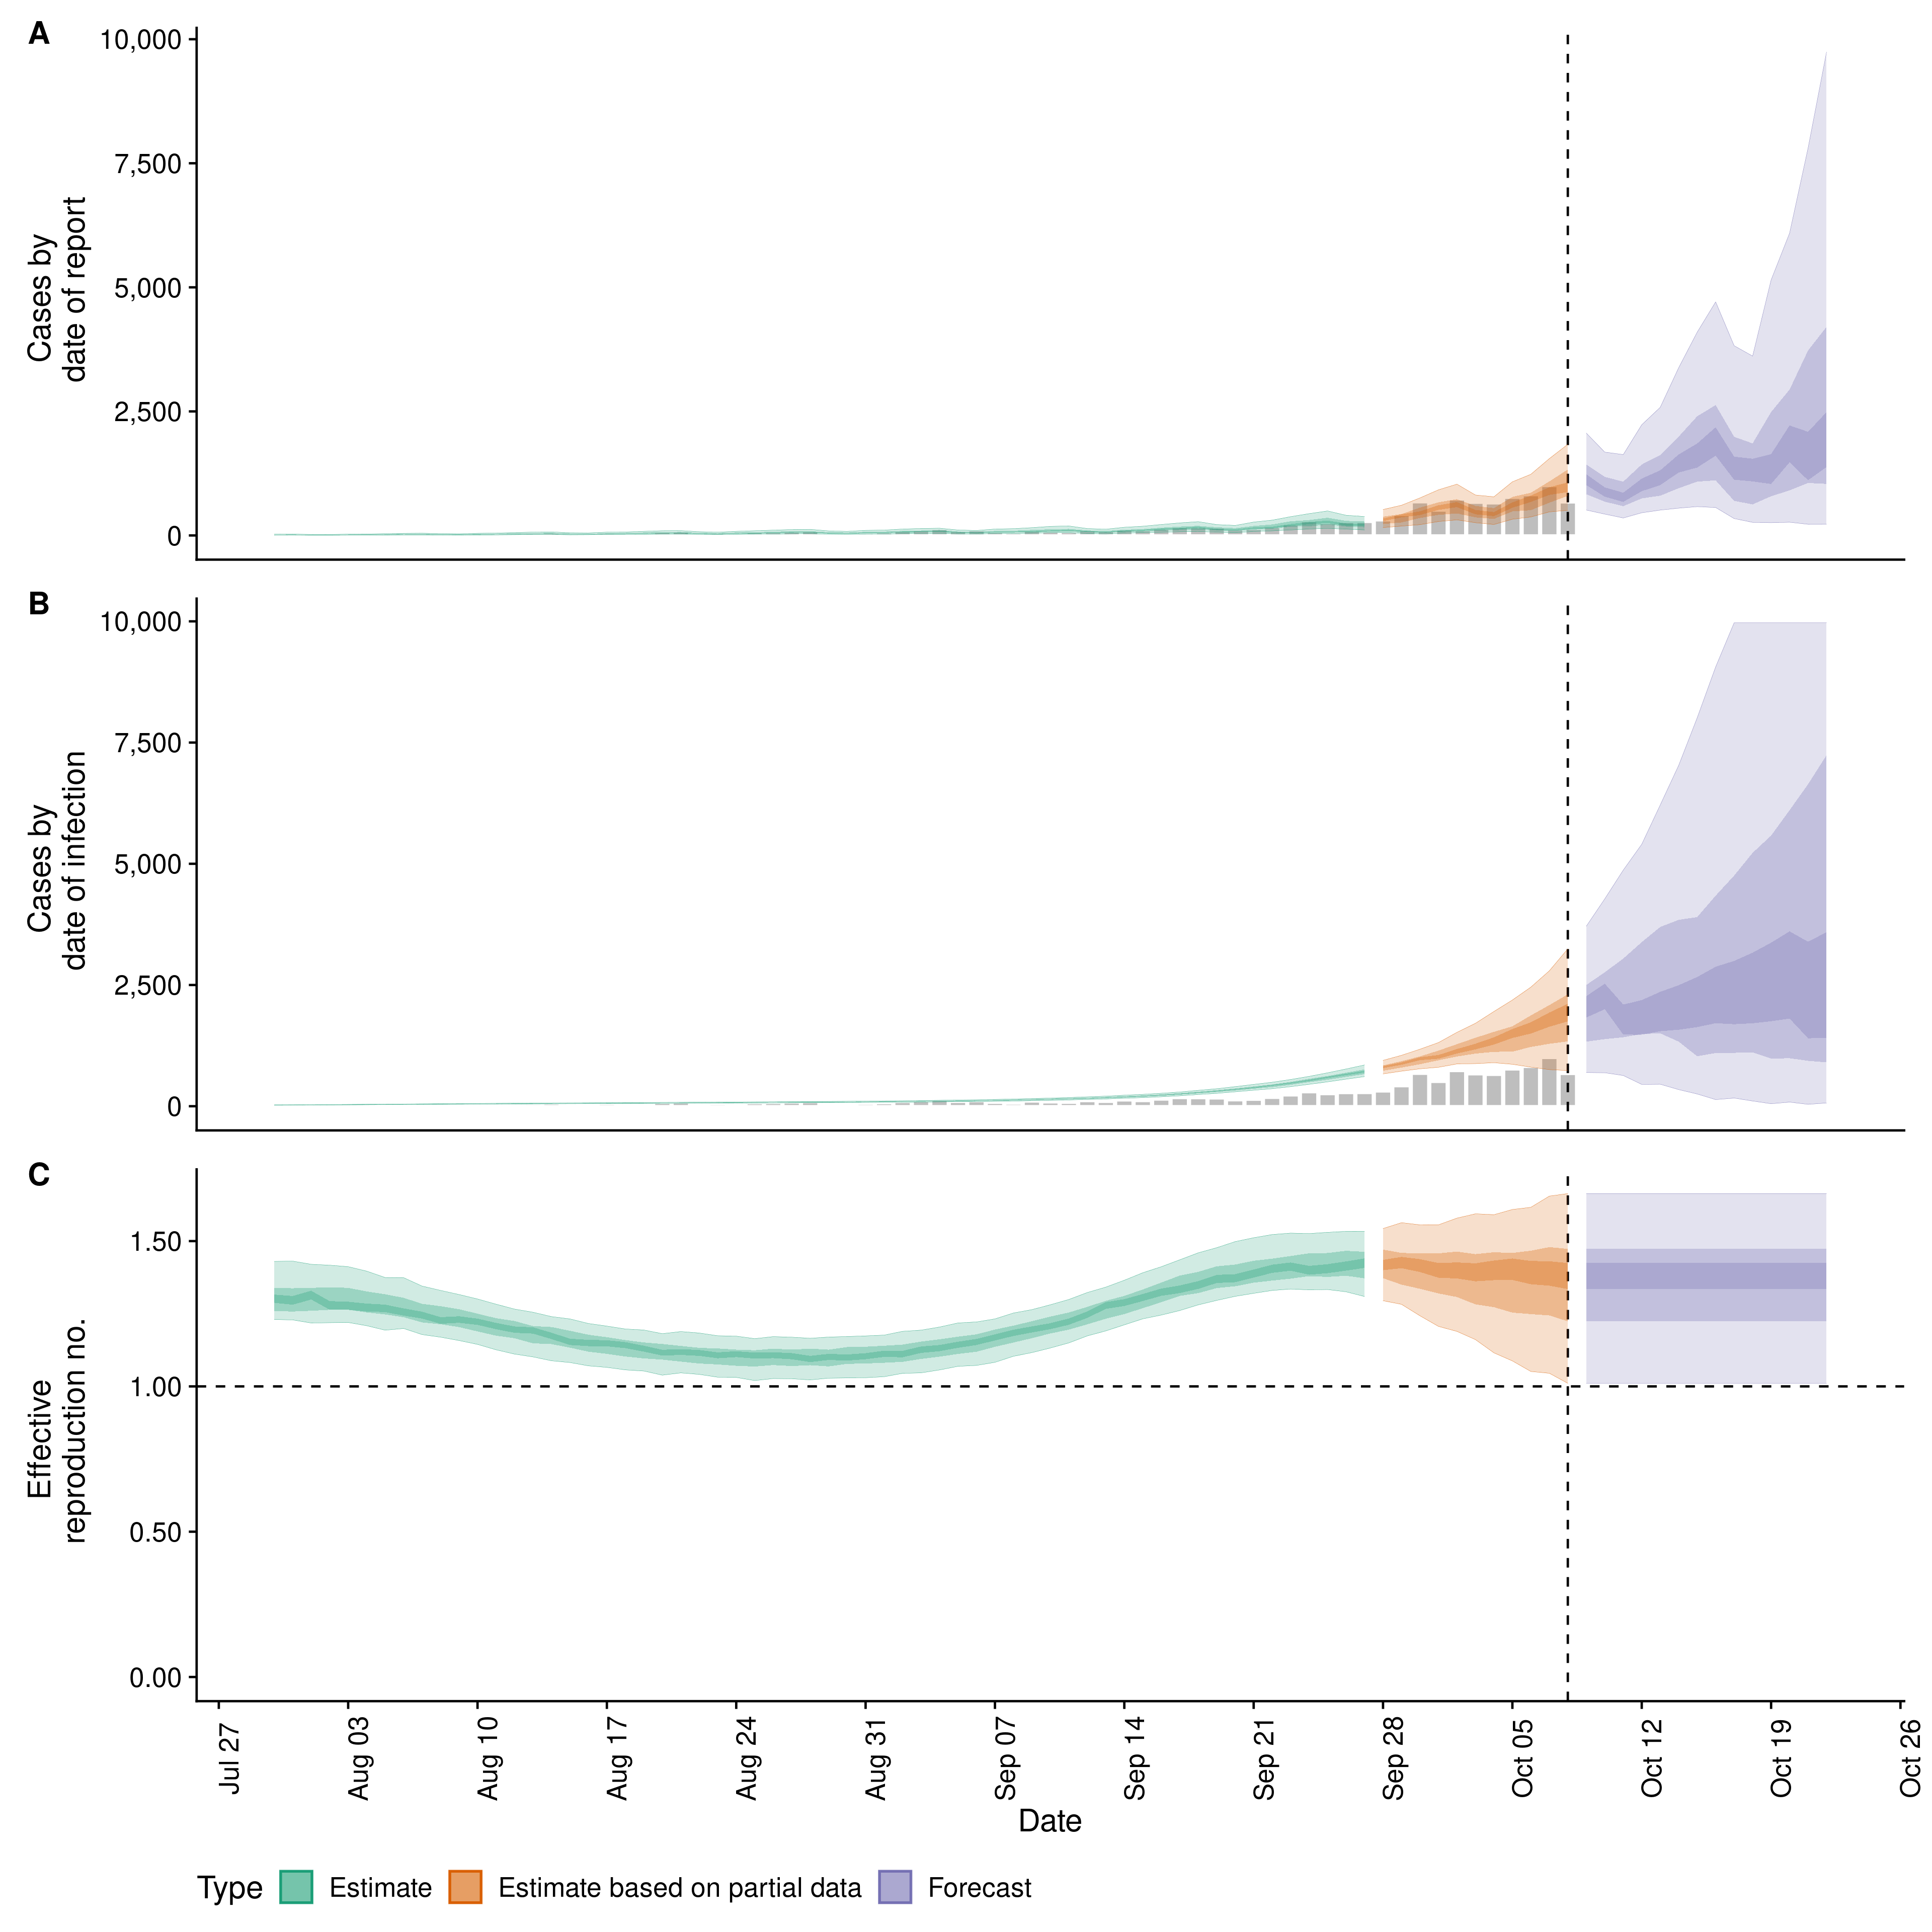 A
10,000
7,500
5,000
2,500
0
Cases by
date of report
B
10,000
7,500
5,000
2,500
0
Cases by
date of infection
C
1.50
1.00
0.50
0.00
Effective
reproduction no.
Jul 27
Aug 03
Aug 10
Aug 17
Aug 24
Aug 31
Sep 07
Sep 14
Sep 21
Sep 28
Oct 05
Oct 12
Oct 19
Oct 26
Date
Type Estimate Estimate based on partial data Forecast